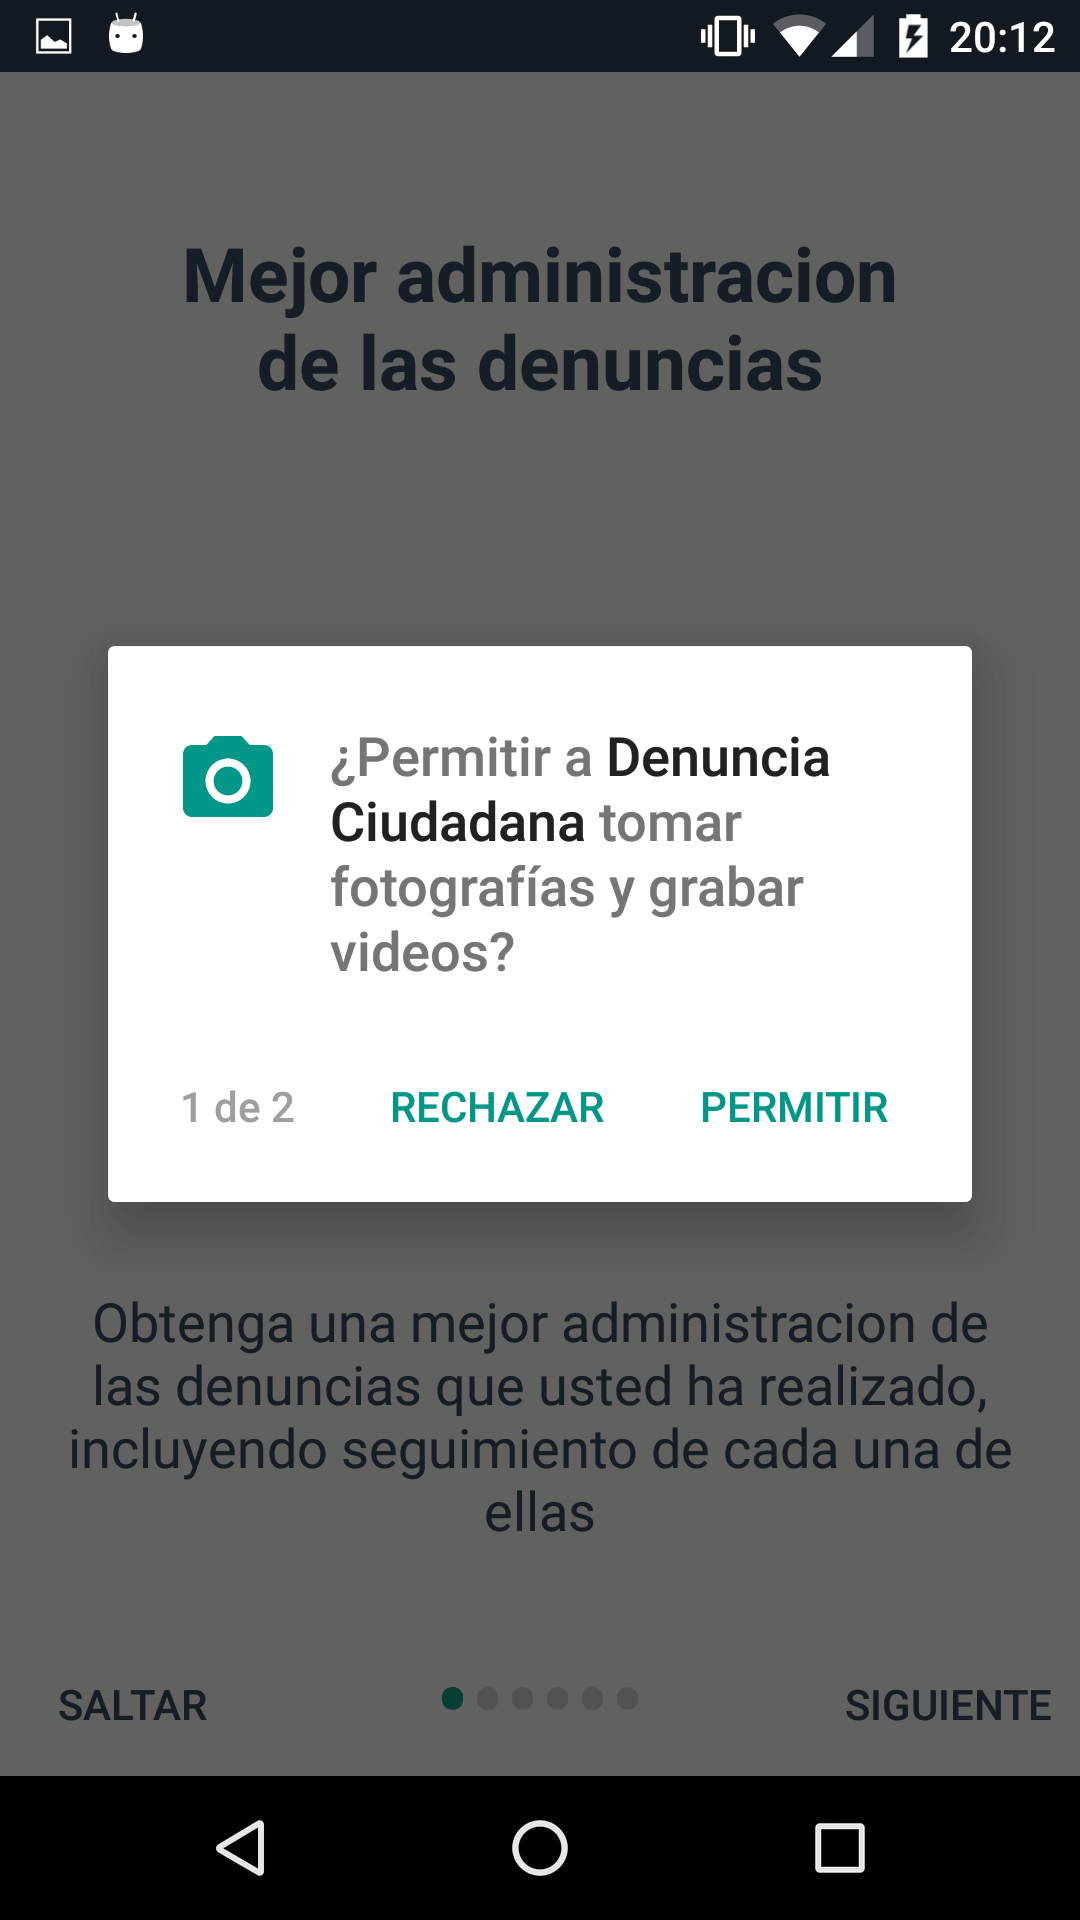 20:12
Mejor administracion
de las denuncias
¿Permitir a Denuncia
Ciudadana tomar
fotografías y grabar
videos?
1 de 2 RECHAZAR PERMITIR
Obtenga una mejor administracion de
las denuncias que usted ha realizado,
incluyendo seguimiento de cada una de
ellas
SALTAR SIGUIENTE